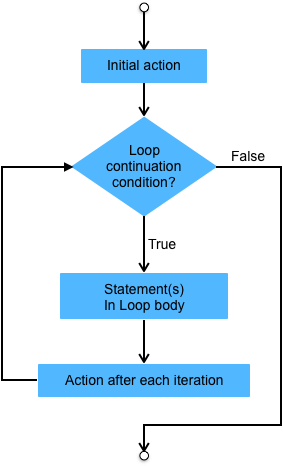 Initial action
Loop
continuation
condition?
False
True
Statement(s)
In Loop body
Action after each iteration